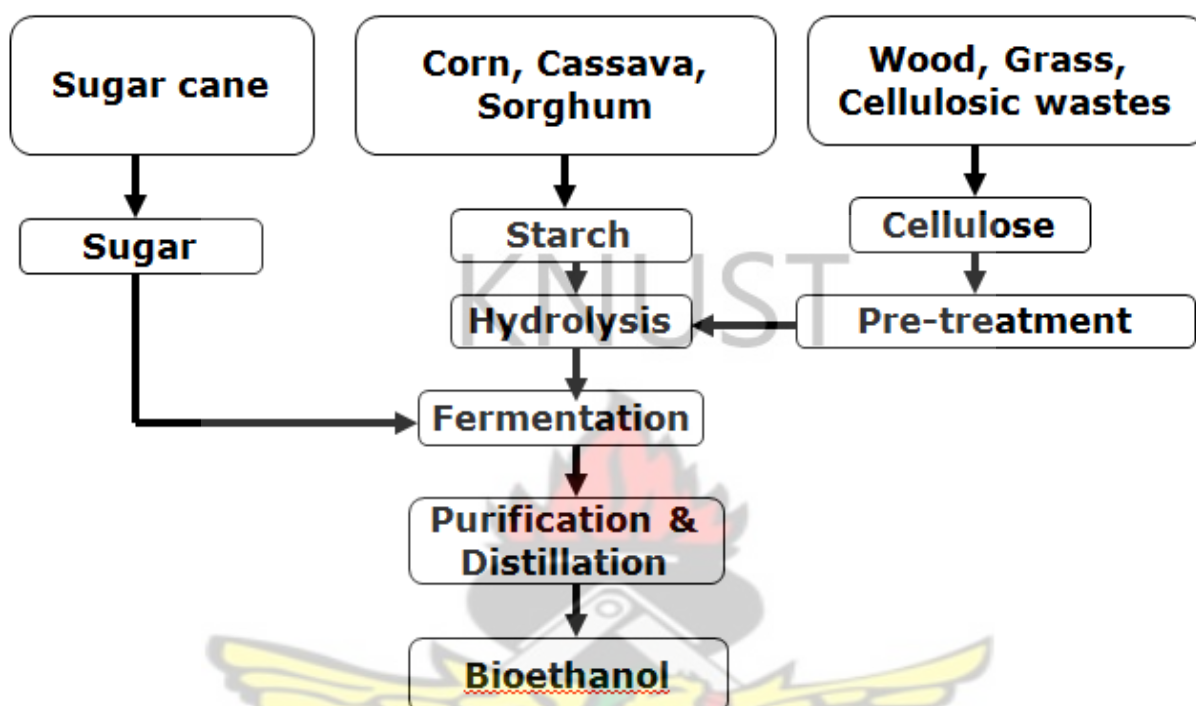 Sugar cane
Corn, Cassava,
Sorghum
Wood, Grass,
Cellulosic wastes
Sugar
Starch
Cellulose
KNUST
Hydrolysis
Pre-treatment
Fermentation
Purification &
Distillation
Bioethanol